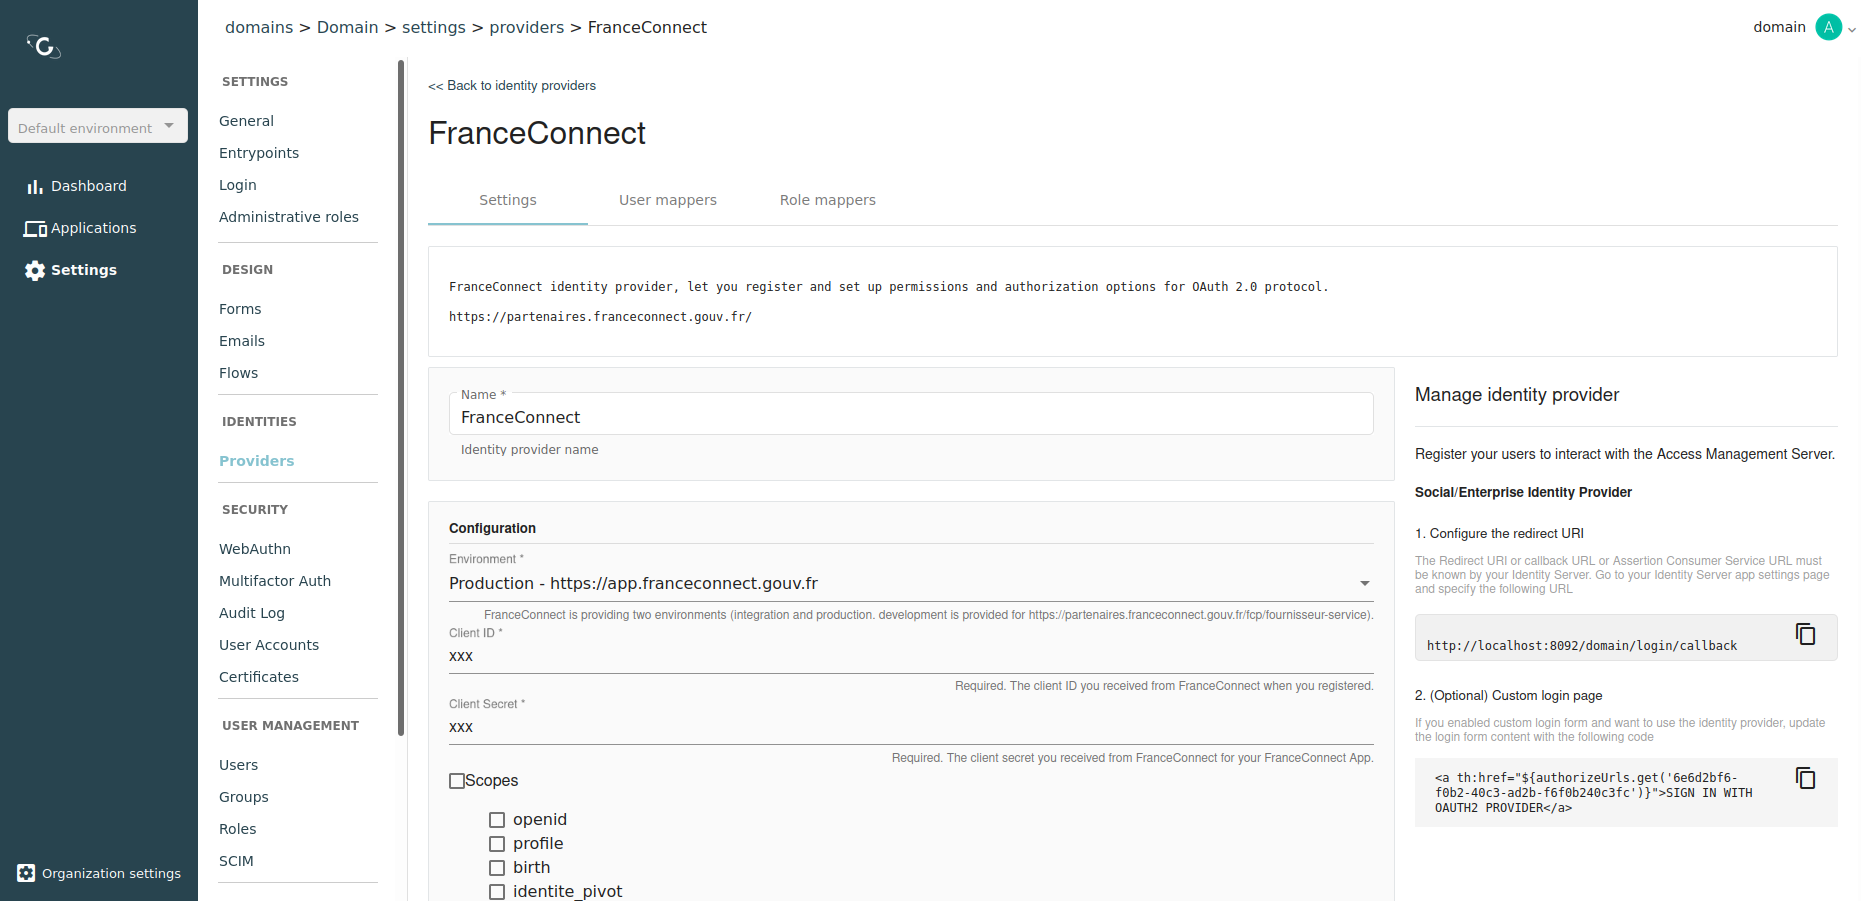 domains > Domain > settings > providers > FranceConnect
domain
A
Default environment
Dashboard
Applications
Settings
Organization settings
SETTINGS
General
Entrypoints
Login
Administrative roles
DESIGN
Forms
Emails
Flows
IDENTITIES
Providers
SECURITY
WebAuthn
Multifactor Auth
Audit Log
User Accounts
Certificates
USER MANAGEMENT
Users
Groups
Roles
SCIM
<< Back to identity providers
FranceConnect
Settings
User mappers
Role mappers
FranceConnect identity provider, let you register and set up permissions and authorization options for OAuth 2.0 protocol.
https://partenaires.franceconnect.gouv.fr/
Name *
FranceConnect
Identity provider name
Configuration
Environment *
Production - https://app.franceconnect.gouv.fr
FranceConnect is providing two environments (integration and production. development is provided for https://partenaires.franceconnect.gouv.fr/fcp/fournisseur-service).
Client ID *
xxx
Required. The client ID you received from FranceConnect when you registered.
Client Secret *
xxx
Required. The client secret you received from FranceConnect for your FranceConnect App.
Scopes
openid
profile
birth
identite_pivot
Manage identity provider
Register your users to interact with the Access Management Server.
Social/Enterprise Identity Provider
1. Configure the redirect URI
The Redirect URI or callback URL or Assertion Consumer Service URL must
be known by your Identity Server. Go to your Identity Server app settings page
and specify the following URL
http://localhost:8092/domain/login/callback
2. (Optional) Custom login page
If you enabled custom login form and want to use the identity provider, update
the login form content with the following code
<a th:href="${authorizeUrls.get('6e6d2bf6-
f0b2-40c3-ad2b-f6f0b240c3fc')}">SIGN IN WITH
OAUTH2 PROVIDER</a>